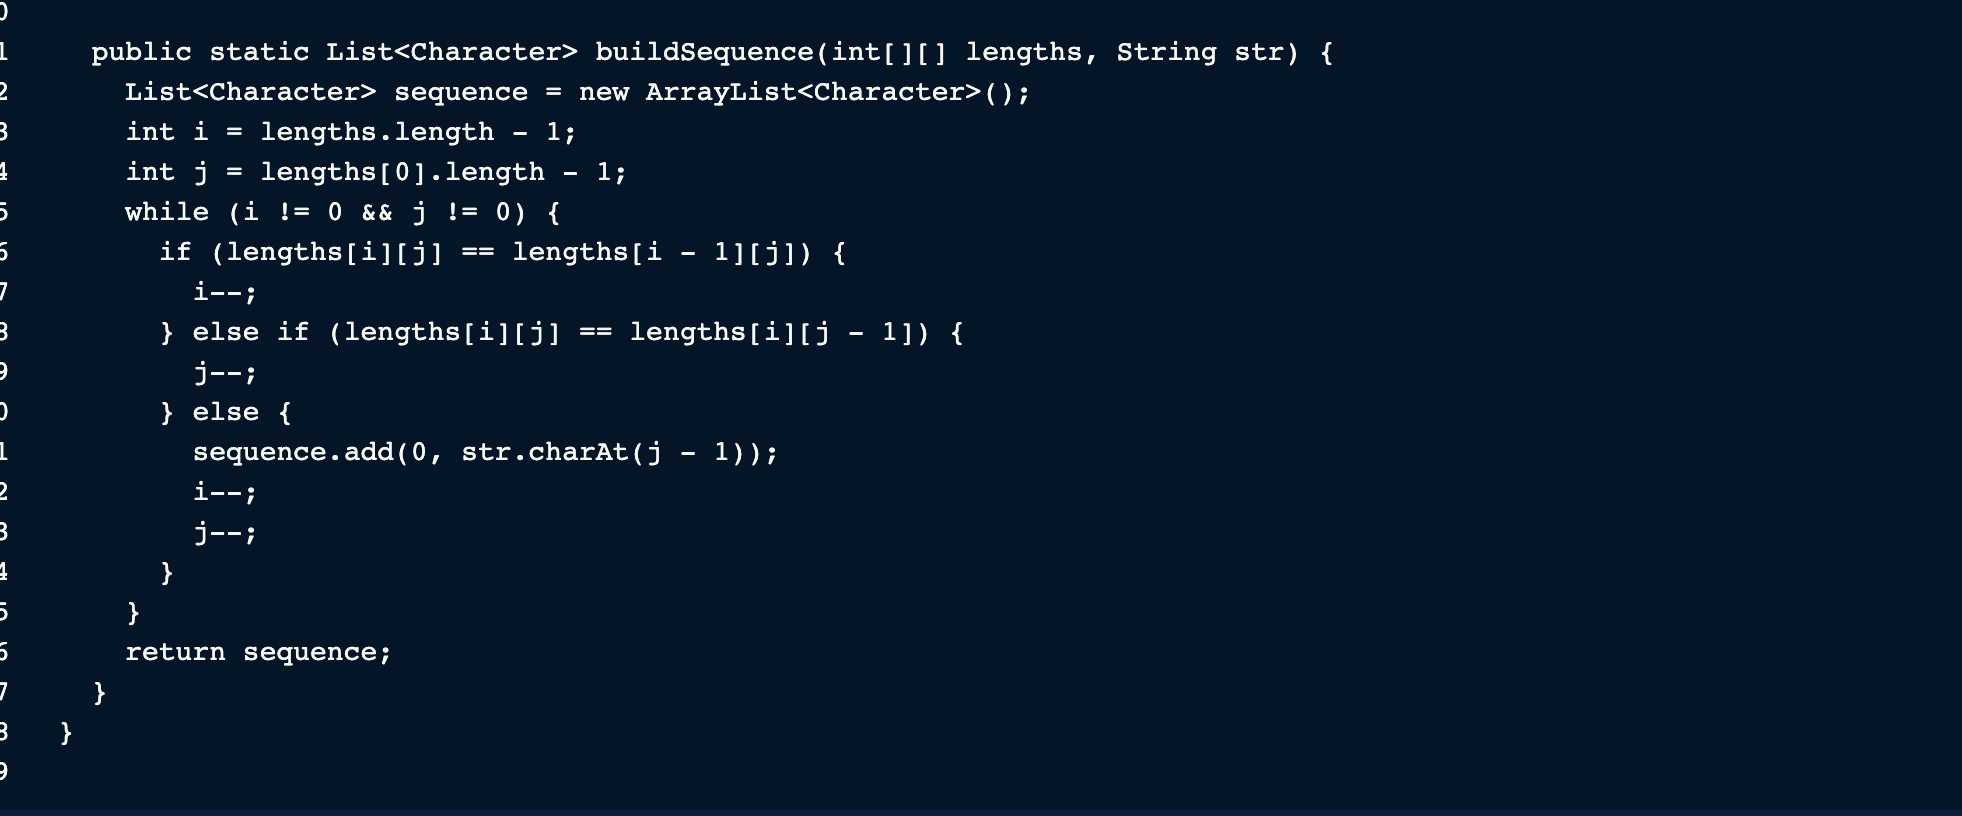 0
1 public static List<Character> buildSequence(int[][] lengths, String str) {
2 List<Character> sequence = new ArrayList<Character>();
3 int i = lengths.length - 1;
4 int j = lengths[0].length - 1;
5 while (i != 0 && j != 0) {
6 if (lengths[i][j] == lengths[i - 1][j]) {
7 i--;
8 } else if (lengths[i][j] == lengths[i][j - 1]) {
9 j--;
0 } else {
1 sequence.add(0, str.charAt(j - 1));
2 i--;
3 j--;
4 }
5 }
6 return sequence;
7 }
8 }
9